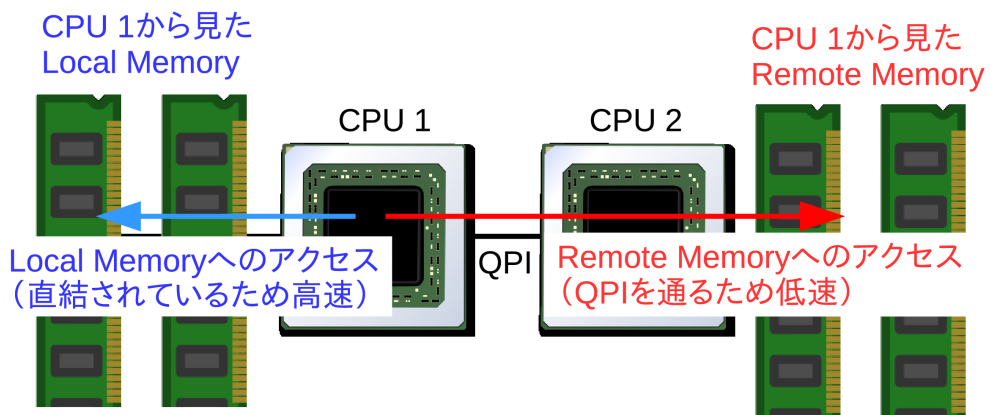 CPU 1から見た
Local Memory
CPU 1から見た
Remote Memory
CPU 1
CPU 2
QPI
Local Memoryへのアクセス
（直結されているため高速）
Remote Memoryへのアクセス
（QPIを通るため低速）